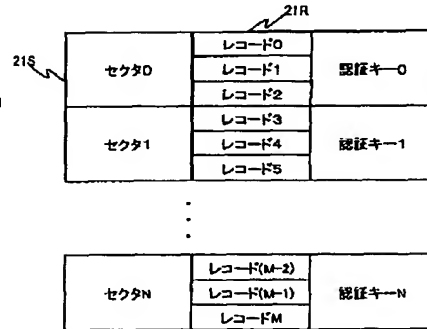 21R
21S
セクタ0
レコード0
レコード1
レコード2
認証キー0
セクタ1
レコード3
レコード4
レコード5
認証キー1
セクタN
レコード(M-2)
レコード(M-1)
レコードM
認証キーN